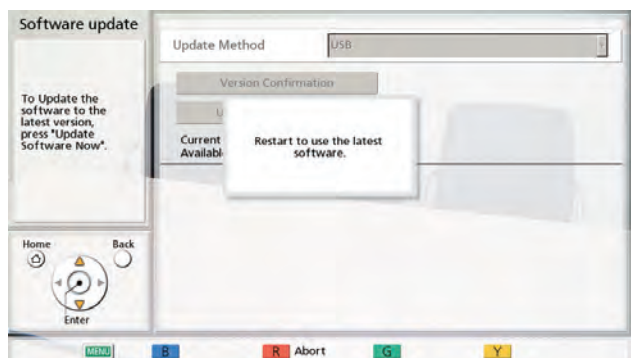 Software update
To Update the
software to the
latest version,
press "Update
Software Now".
Home Back
Enter
Update Method USB
Version Confirmation
U
Current
Availabl
Restart to use the latest
software.
MENU B R Abort G Y